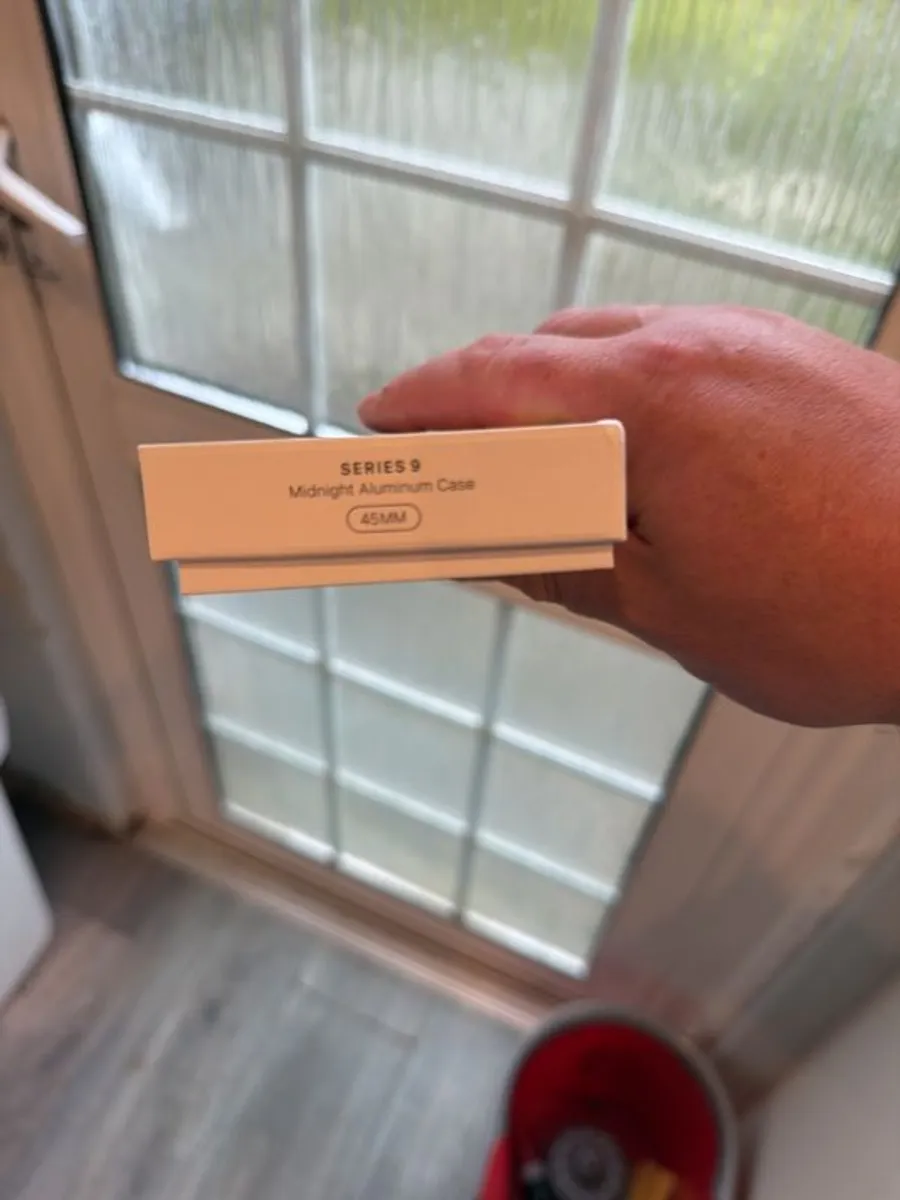 SERIES 9
Midnight Aluminum Case
45MM